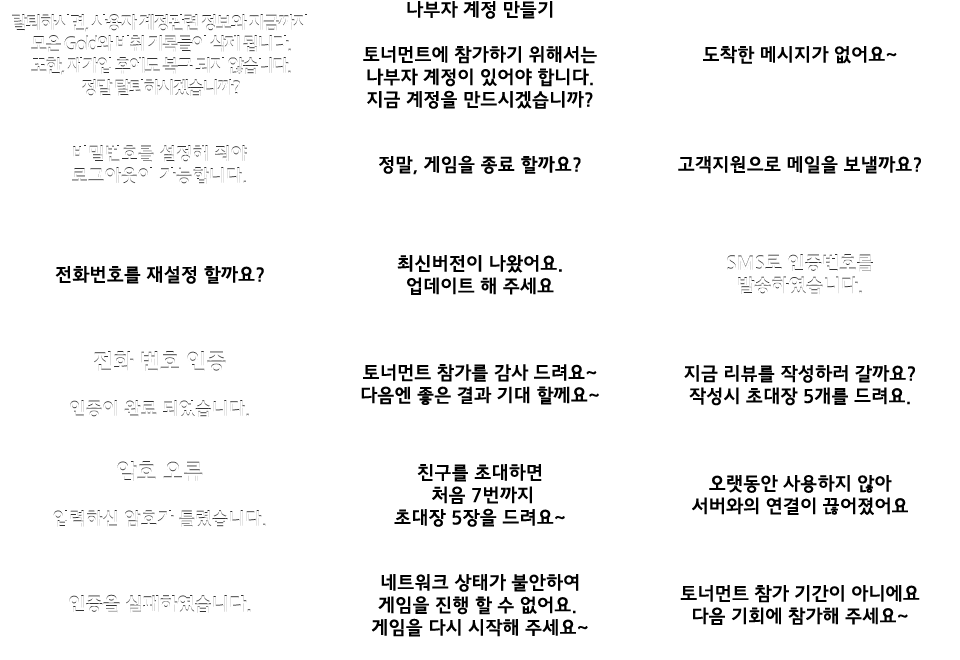 탈퇴하시면, 사용자 계정관련 정보와 지금까지
모은 Gold와 바휘 기록들이 삭제 됩니다.
또한, 재가입 후에도 복구 되지 않습니다.
정말 탈퇴하시겠습니까?
나부자 계정 만들기
토너먼트에 참가하기 위해서는
나부자 계정이 있어야 합니다.
지금 계정을 만드시겠습니까?
도착한 메시지가 없어요~
비밀번호를 설정해 줘야
로그아웃이 가능합니다.
정말, 게임을 종료 할까요?
고객지원으로 메일을 보낼까요?
전화번호를 재설정 할까요?
최신버전이 나왔어요.
업데이트 해 주세요
SMS로 인증번호를
발송하였습니다.
전화 번호 인증
인증이 완료 되었습니다.
토너먼트 참가를 감사 드려요~
다음엔 좋은 결과 기대 할께요~
지금 리뷰를 작성하러 갈까요?
작성시 초대장 5개를 드려요.
암호 오류
입력하신 암호가 틀렸습니다.
친구를 초대하면
처음 7번까지
초대장 5장을 드려요~
오랫동안 사용하지 않아
서버와의 연결이 끊어졌어요
인증을 실패하였습니다.
네트워크 상태가 불안하여
게임을 진행 할 수 없어요.
게임을 다시 시작해 주세요~
토너먼트 참가 기간이 아니에요
다음 기회에 참가해 주세요~